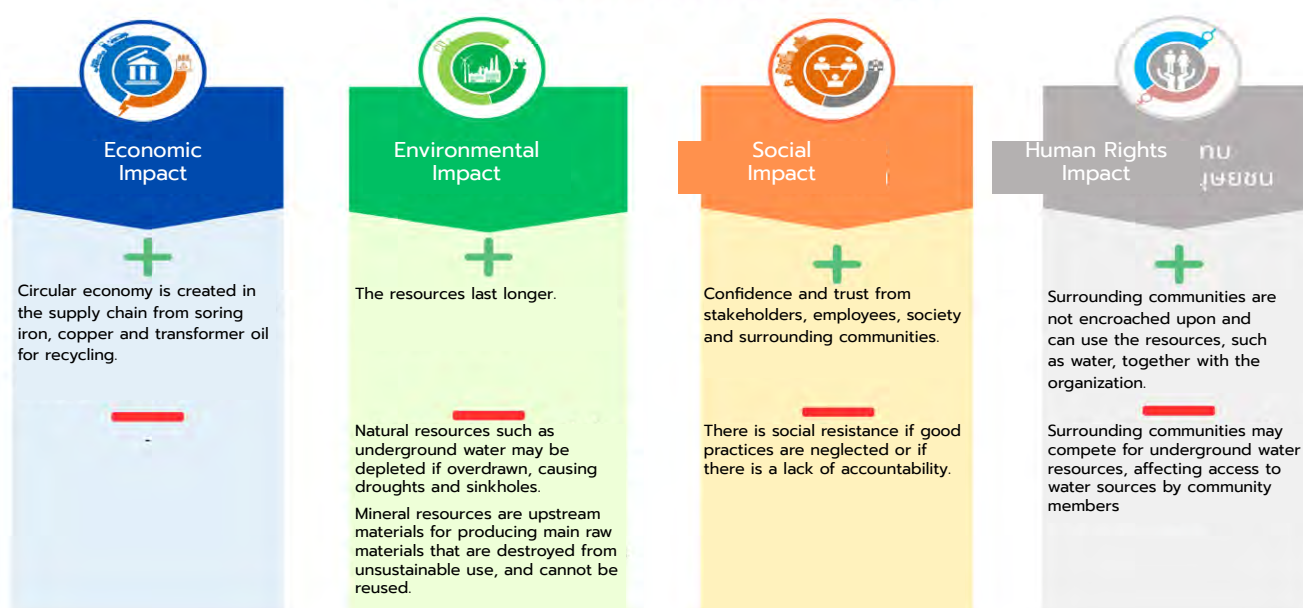 Economic
Impact
Circular economy is created in
the supply chain from soring
iron, copper and transformer oil
for recycling.
-
Environmental
Impact
The resources last longer.
Natural resources such as
underground water may be
depleted if overdrawn, causing
droughts and sinkholes.
Mineral resources are upstream
materials for producing main raw
materials that are destroyed from
unsustainable use, and cannot be
reused.
Social
Impact
Confidence and trust from
stakeholders, employees, society
and surrounding communities.
There is social resistance if good
practices are neglected or if
there is a lack of accountability.
Human Rights
Impact
Surrounding communities are
not encroached upon and
can use the resources, such
as water, together with the
organization.
Surrounding communities may
compete for underground water
resources, affecting access to
water sources by community
members